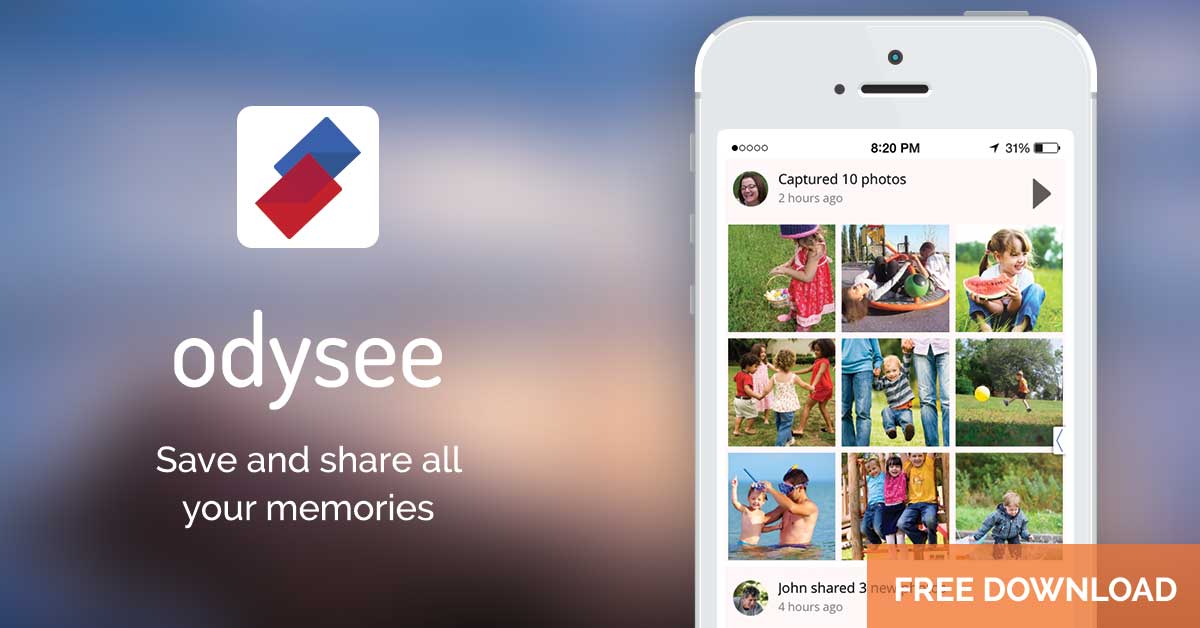 odysee
Save and share all
your memories
8:20 PM
31%
Captured 10 photos
2 hours ago
John shared 3 new photos
4 hours ago
FREE DOWNLOAD